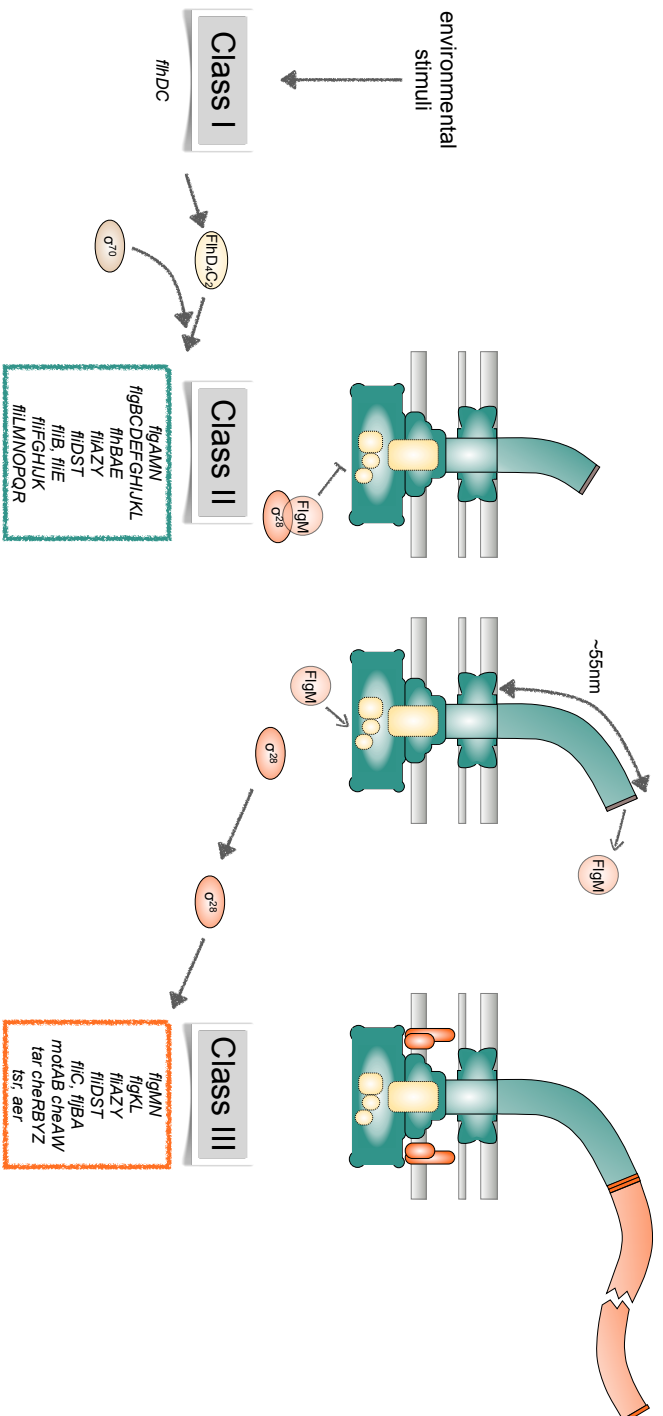 environmental
stimuli
Class I
flhDC
FlhD₄C₂
σ⁷⁰
Class II
flgAMN
flgBCDEFGHIJKL
flhBAE
fliAZY
fliDST
fliB, fliE
fliFGHIJK
fliLMNOPQR
FlgM
σ²⁸
~55nm
FlgM
FlgM
σ²⁸
σ²⁸
Class III
flgMN
flgKL
fliAZY
fliDST
fliC, fljBA
motAB cheAW
tar cheRBYZ
tsr, aer